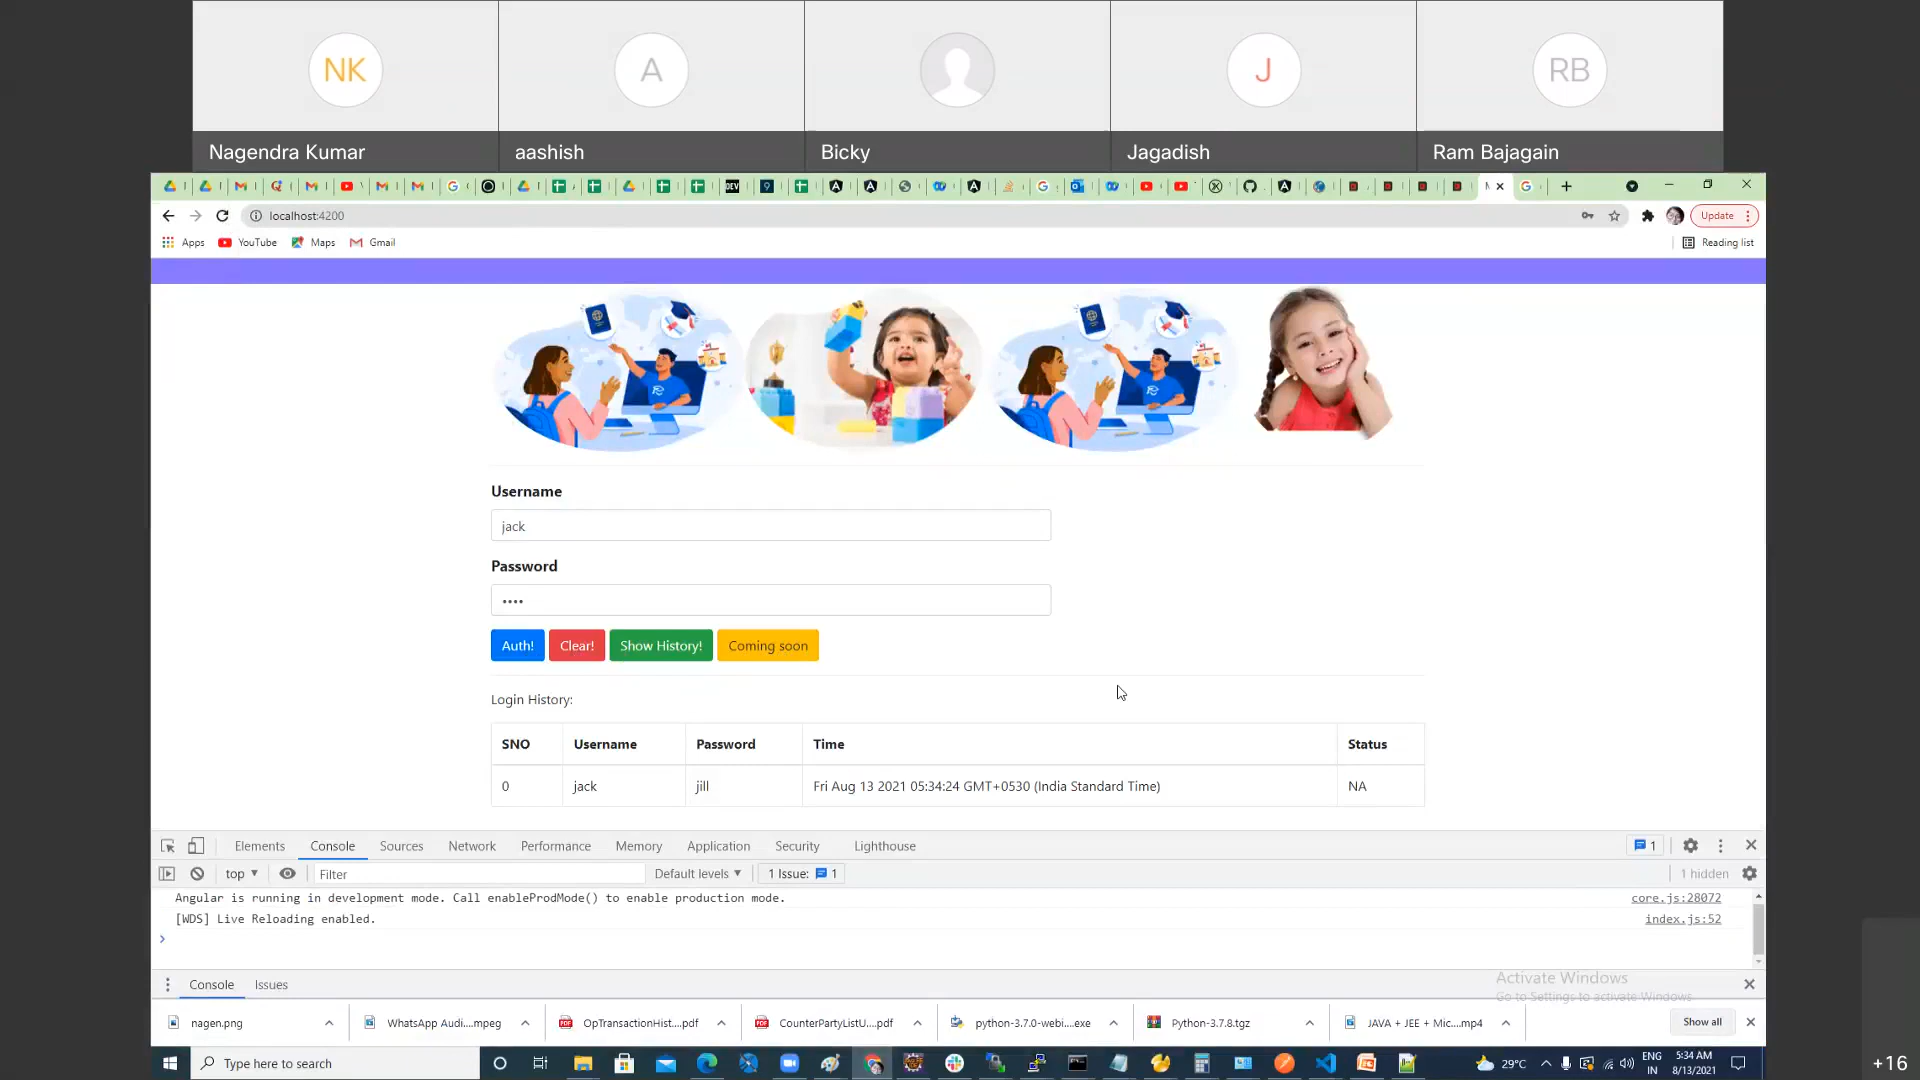 NK A J RB
Nagendra Kumar aashish Bicky Jagadish Ram Bajagain
localhost:4200 Update
Apps YouTube Maps Gmail Reading list
Username
jack
Password
••••
Auth! Clear! Show History! Coming soon
Login History:
SNO Username Password Time Status
0 jack jill Fri Aug 13 2021 05:34:24 GMT+0530 (India Standard Time) NA
Elements Console Sources Network Performance Memory Application Security Lighthouse 1
top Filter Default levels 1 Issue: 1 1 hidden
Angular is running in development mode. Call enableProdMode() to enable production mode. core.js:28072
[WDS] Live Reloading enabled. index.js:52
Console Issues
Activate Windows
Go to Settings to activate Windows.
nagen.png WhatsApp Audi....mpeg OpTransactionHist....pdf CounterPartyListU....pdf python-3.7.0-webi....exe Python-3.7.8.tgz JAVA + JEE + Mic....mp4 Show all
Type here to search 29°C ENG IN 5:34 AM 8/13/2021
+16